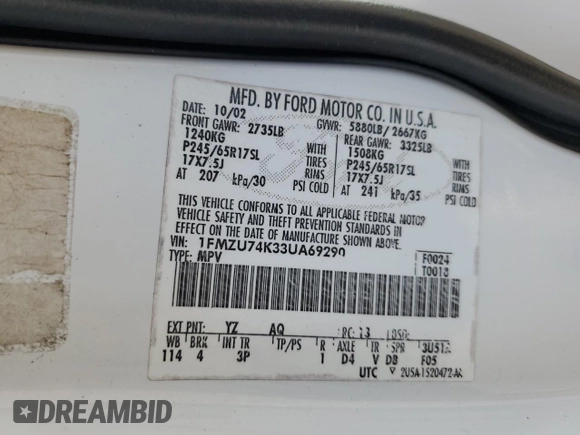 MFD. BY FORD MOTOR CO. IN U.S.A.
DATE: 10/02 GVWR: 5880LB/2667KG
FRONT GAWR: 2735LB REAR GAWR: 3325LB
1240KG WITH 1508KG WITH
P245/65R17SL TIRES P245/65R17SL TIRES
17X7.5J RIMS 17X7.5J RIMS
AT 207 kPa/30 PSI COLD AT 241 kPa/35 PSI COLD
THIS VEHICLE CONFORMS TO ALL APPLICABLE FEDERAL MOTOR
VEHICLE SAFETY AND THEFT PREVENTION STANDARDS IN
EFFECT ON THE DATE OF MANUFACTURE SHOWN ABOVE.
VIN: 1FMZU74K33UA69290 F0024
TYPE: MPV T0018
EXT PNT: YZ AQ RC: 13 DSO:
WB BRK INT TR TP/PS R AXLE TR SPR
114 4 3P 1 D4 V DB F05
UTC
DREAMBID